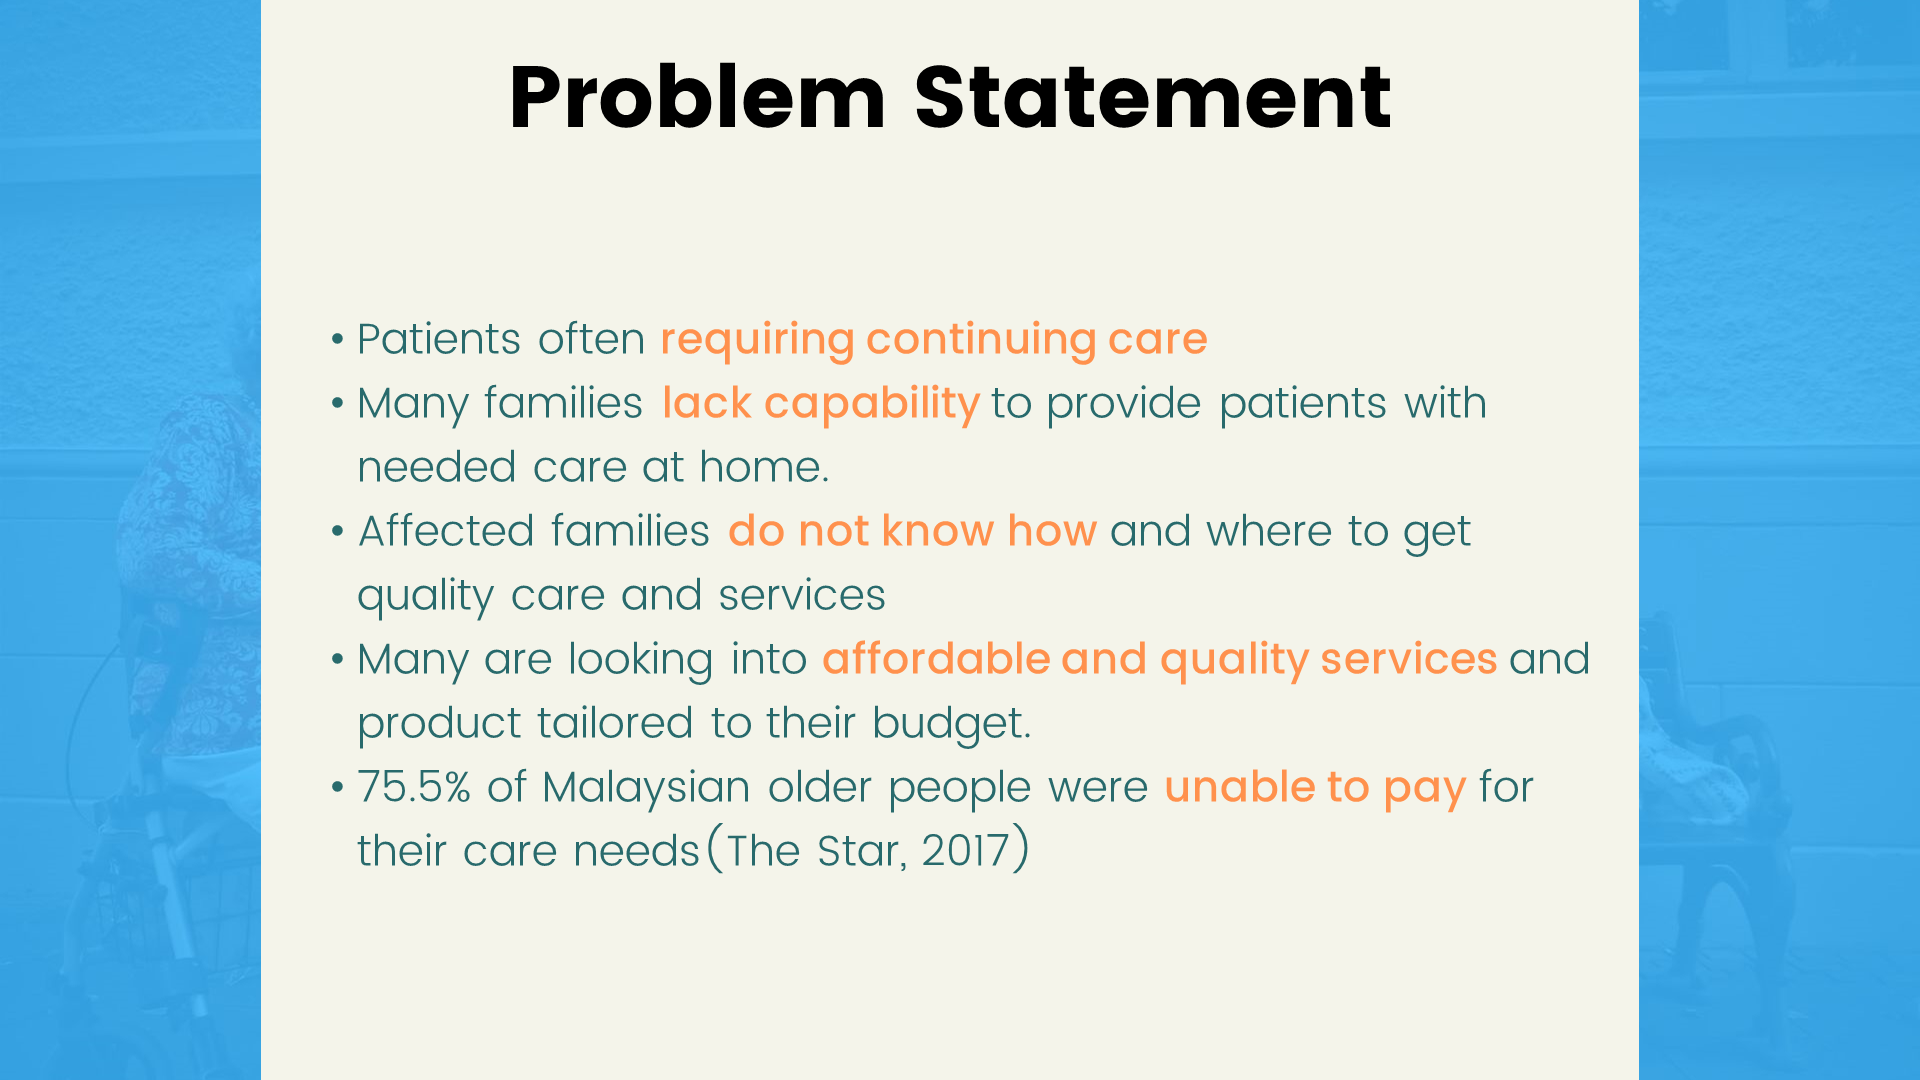 Problem Statement
• Patients often requiring continuing care
• Many families lack capability to provide patients with
needed care at home.
• Affected families do not know how and where to get
quality care and services
• Many are looking into affordable and quality services and
product tailored to their budget.
• 75.5% of Malaysian older people were unable to pay for
their care needs(The Star, 2017)